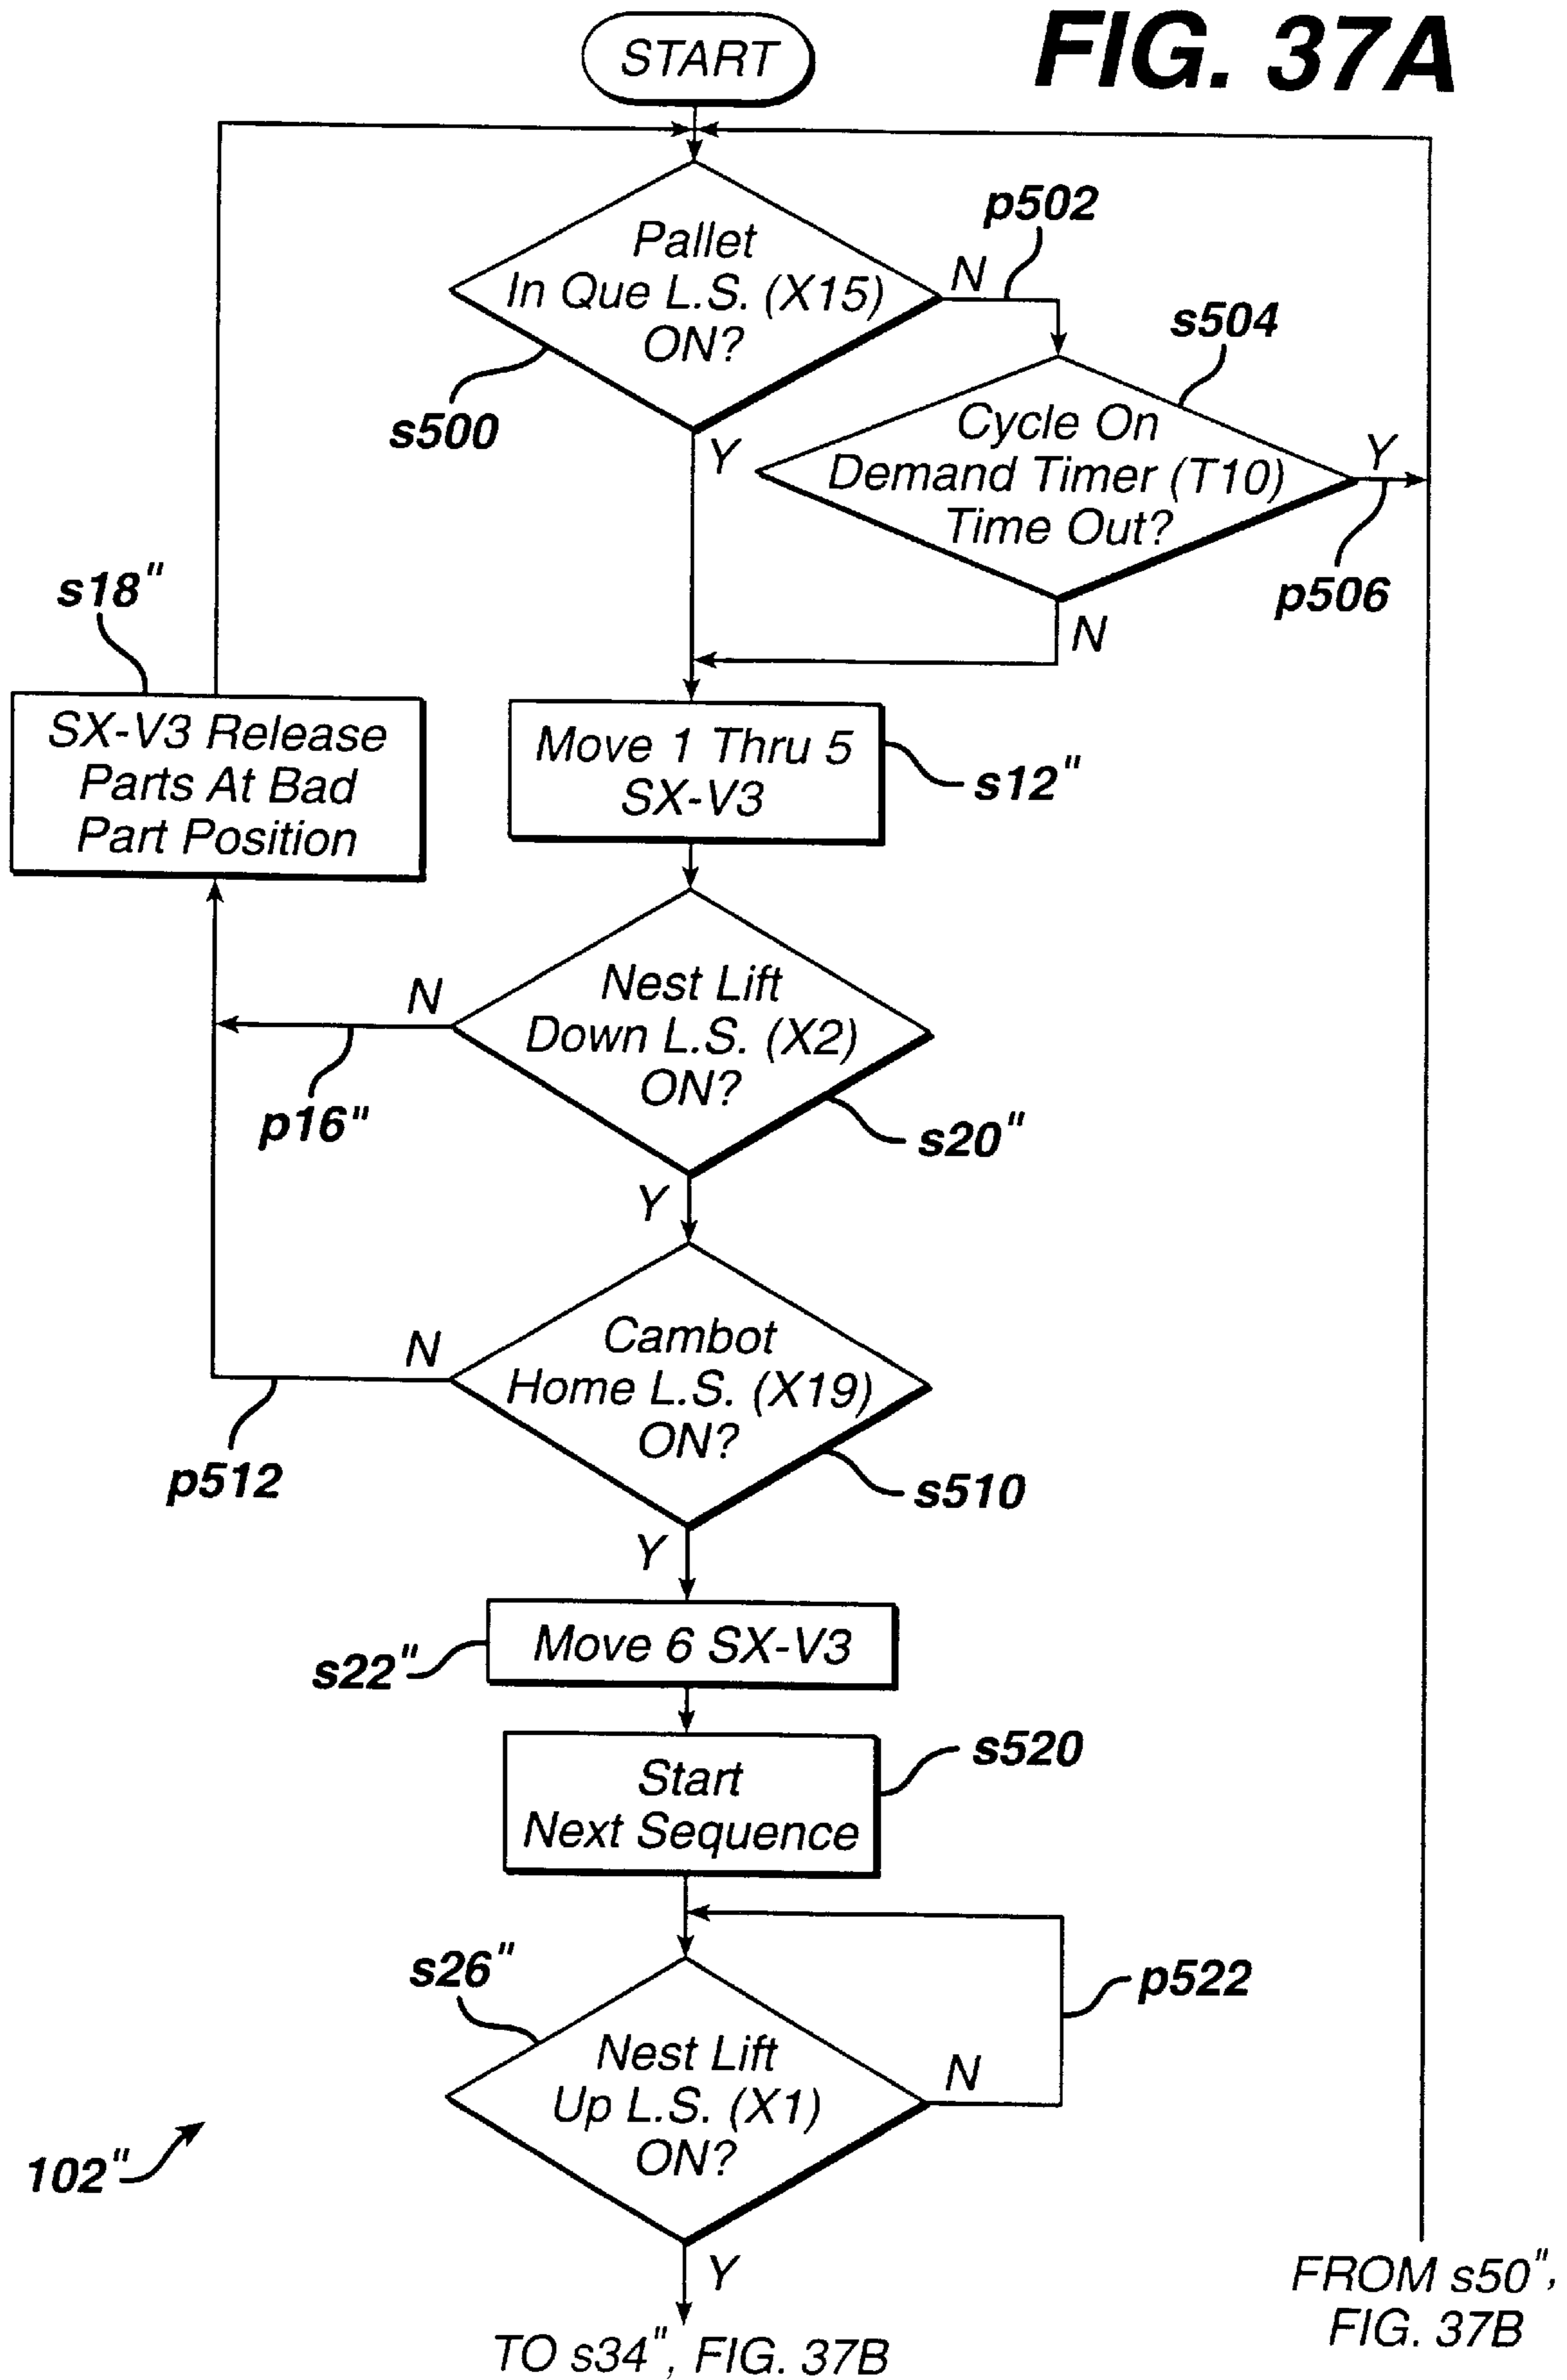 FIG. 37A
START
p502
Pallet
In Que L.S. (X15)
ON?
N
s504
s500
Y
Cycle On
Demand Timer (T10)
Time Out?
Y
p506
N
s18"
SX-V3 Release
Parts At Bad
Part Position
Move 1 Thru 5
SX-V3
s12"
N
Nest Lift
Down L.S. (X2)
ON?
p16"
s20"
Y
N
Cambot
Home L.S. (X19)
ON?
p512
s510
Y
Move 6 SX-V3
s22"
Start
Next Sequence
s520
s26"
p522
Nest Lift
Up L.S. (X1)
ON?
N
102"
Y
TO s34", FIG. 37B
FROM s50",
FIG. 37B